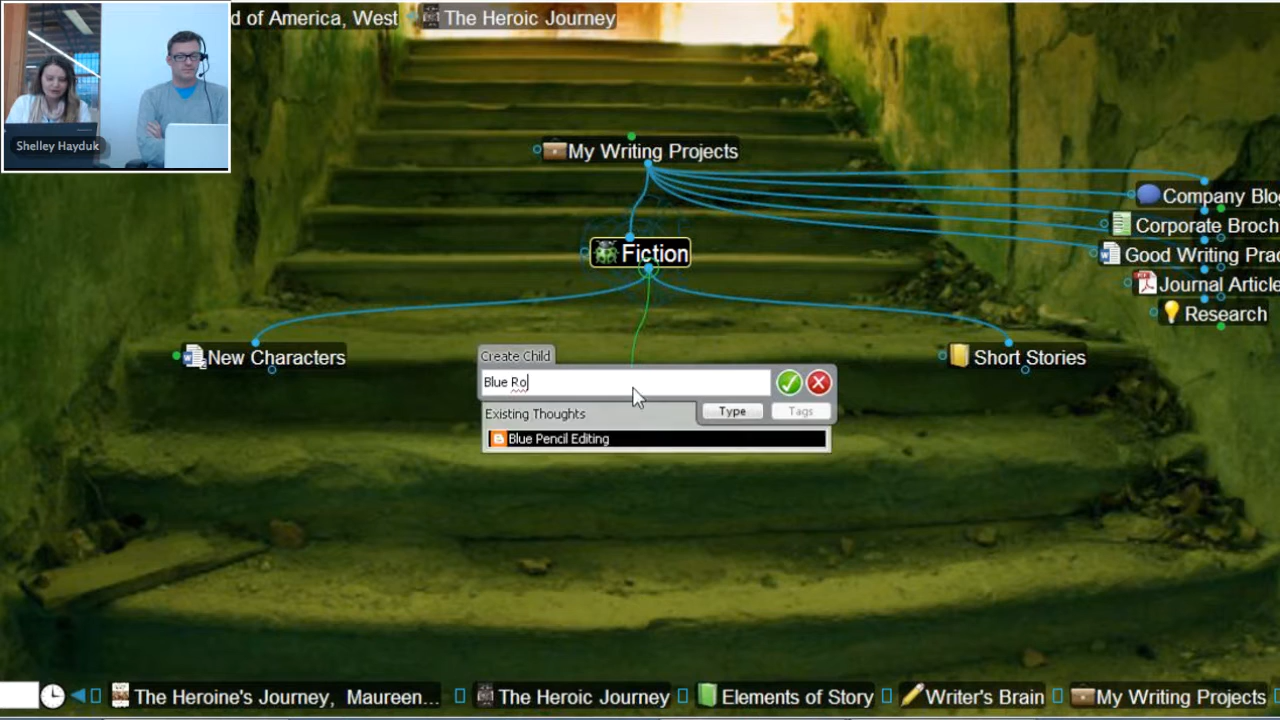 d of America, West
The Heroic Journey
Shelley Hayduk
My Writing Projects
Company Blog
Corporate Broch
Good Writing Prac
Journal Article
Research
Fiction
New Characters
Short Stories
Create Child
Blue Ro
Existing Thoughts
Type
Tags
Blue Pencil Editing
The Heroine's Journey, Maureen...
The Heroic Journey
Elements of Story
Writer's Brain
My Writing Projects